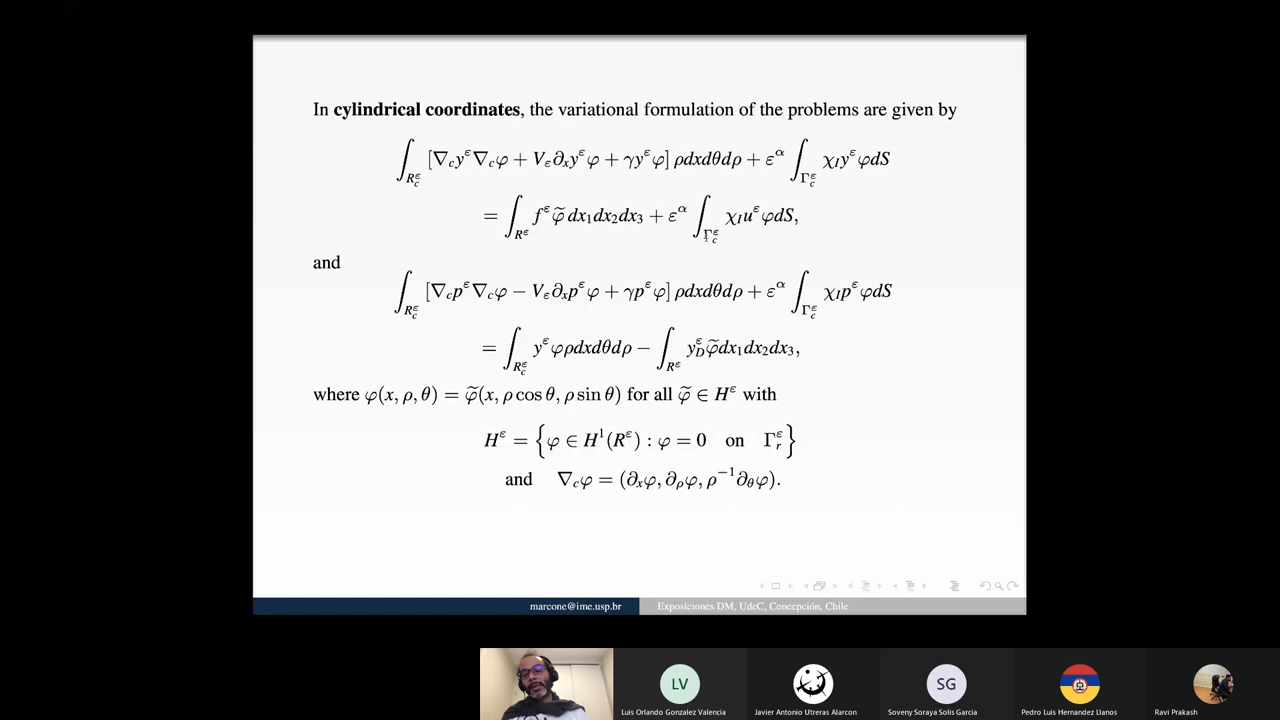 In cylindrical coordinates, the variational formulation of the problems are given by
∫_{R_c^ε} [∇_c y^ε ∇_c φ + V_ε ∂_x y^ε φ + γ y^ε φ] ρ dx dθ dρ + ε^α ∫_{Γ_c^ε} χ_I y^ε φ dS
= ∫_{R^ε} f^ε φ̃ dx_1 dx_2 dx_3 + ε^α ∫_{Γ_c^ε} χ_I u^ε φ dS,
and
∫_{R_c^ε} [∇_c p^ε ∇_c φ − V_ε ∂_x p^ε φ + γ p^ε φ] ρ dx dθ dρ + ε^α ∫_{Γ_c^ε} χ_I p^ε φ dS
= ∫_{R_c^ε} y^ε φ ρ dx dθ dρ − ∫_{R^ε} y_D^ε φ̃ dx_1 dx_2 dx_3,
where φ(x, ρ, θ) = φ̃(x, ρ cos θ, ρ sin θ) for all φ̃ ∈ H^ε with
H^ε = {φ ∈ H^1(R^ε) : φ = 0 on Γ_r^ε}
and ∇_c φ = (∂_x φ, ∂_ρ φ, ρ^{−1} ∂_θ φ).
marcone@ime.usp.br Exposiciones DM, UdeC, Concepción, Chile
LV SG
Luis Orlando Gonzalez Valencia Javier Antonio Utreras Alarcon Soveny Soraya Solis Garcia Pedro Luis Hernandez Llanos Ravi Prakash